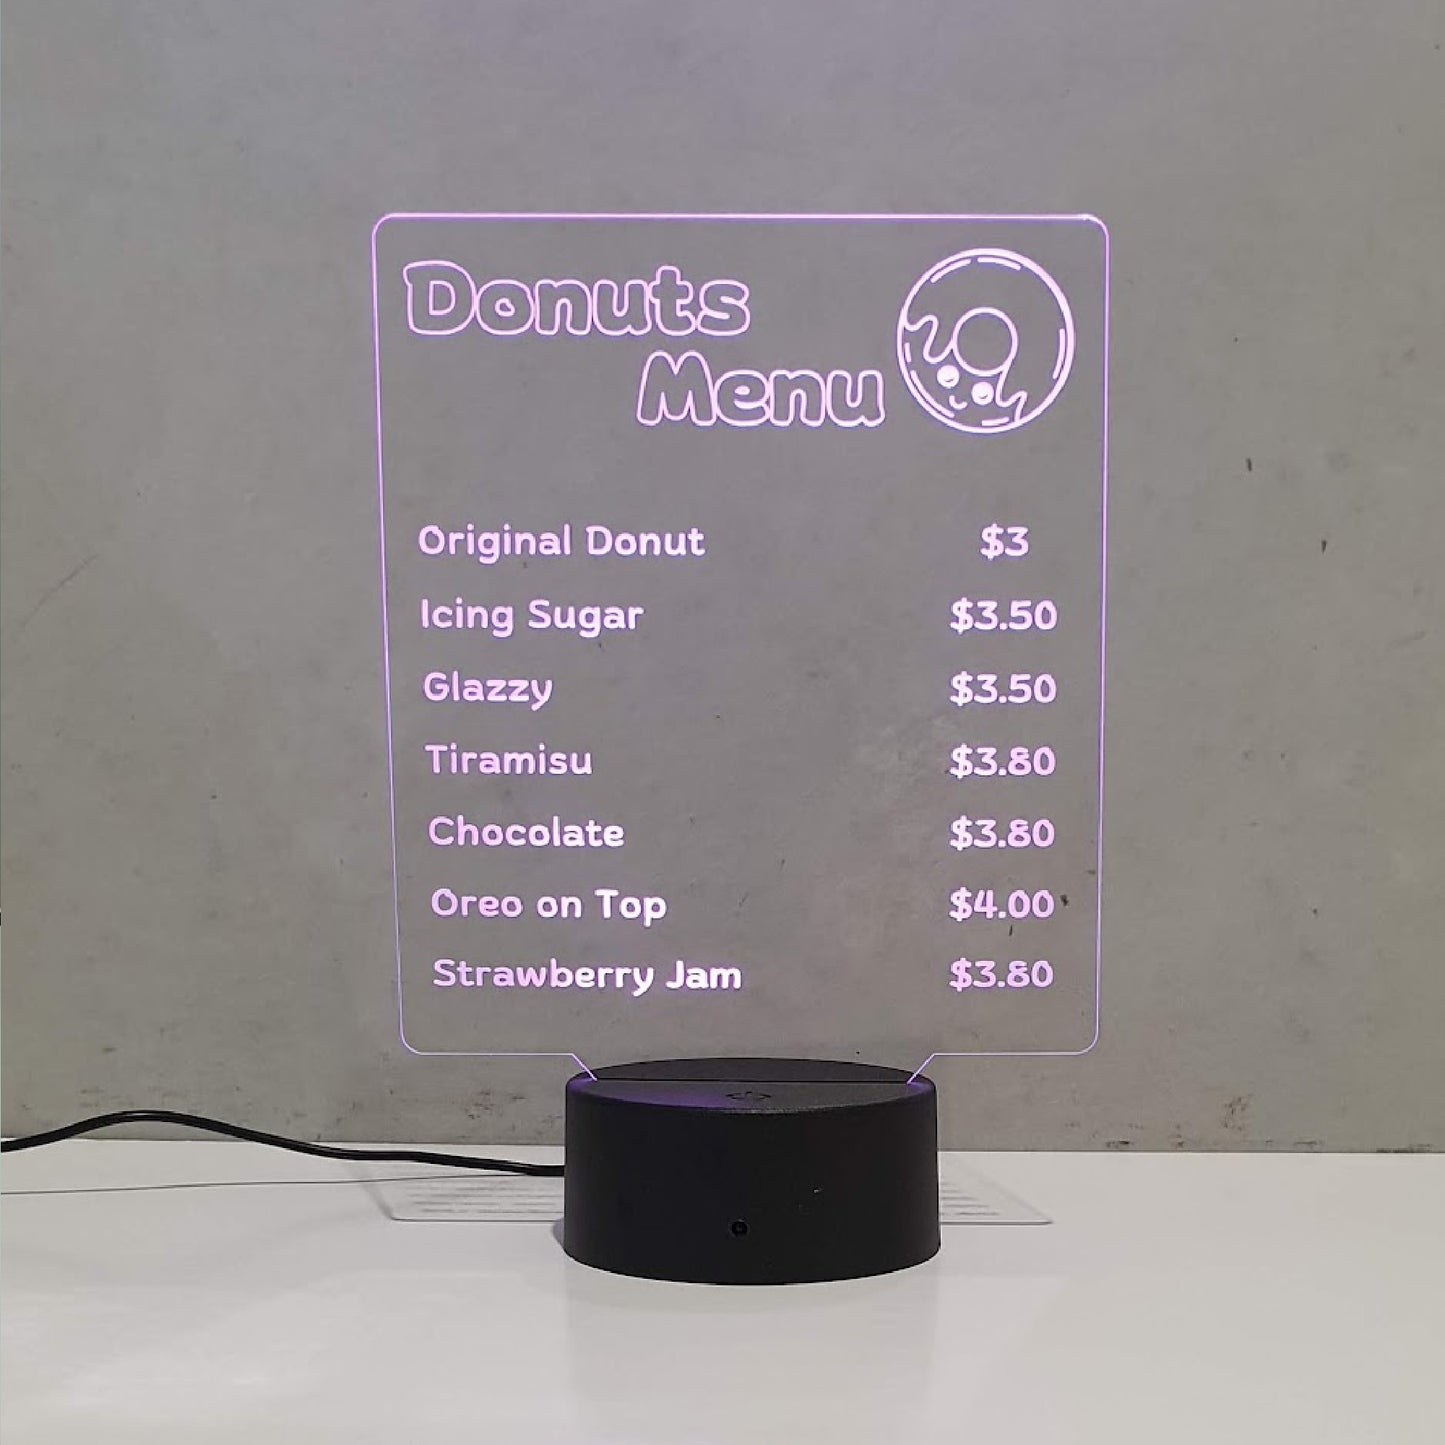 Donuts
Menu
Original Donut $3
Icing Sugar $3.50
Glazzy $3.50
Tiramisu $3.80
Chocolate $3.80
Oreo on Top $4.00
Strawberry Jam $3.80